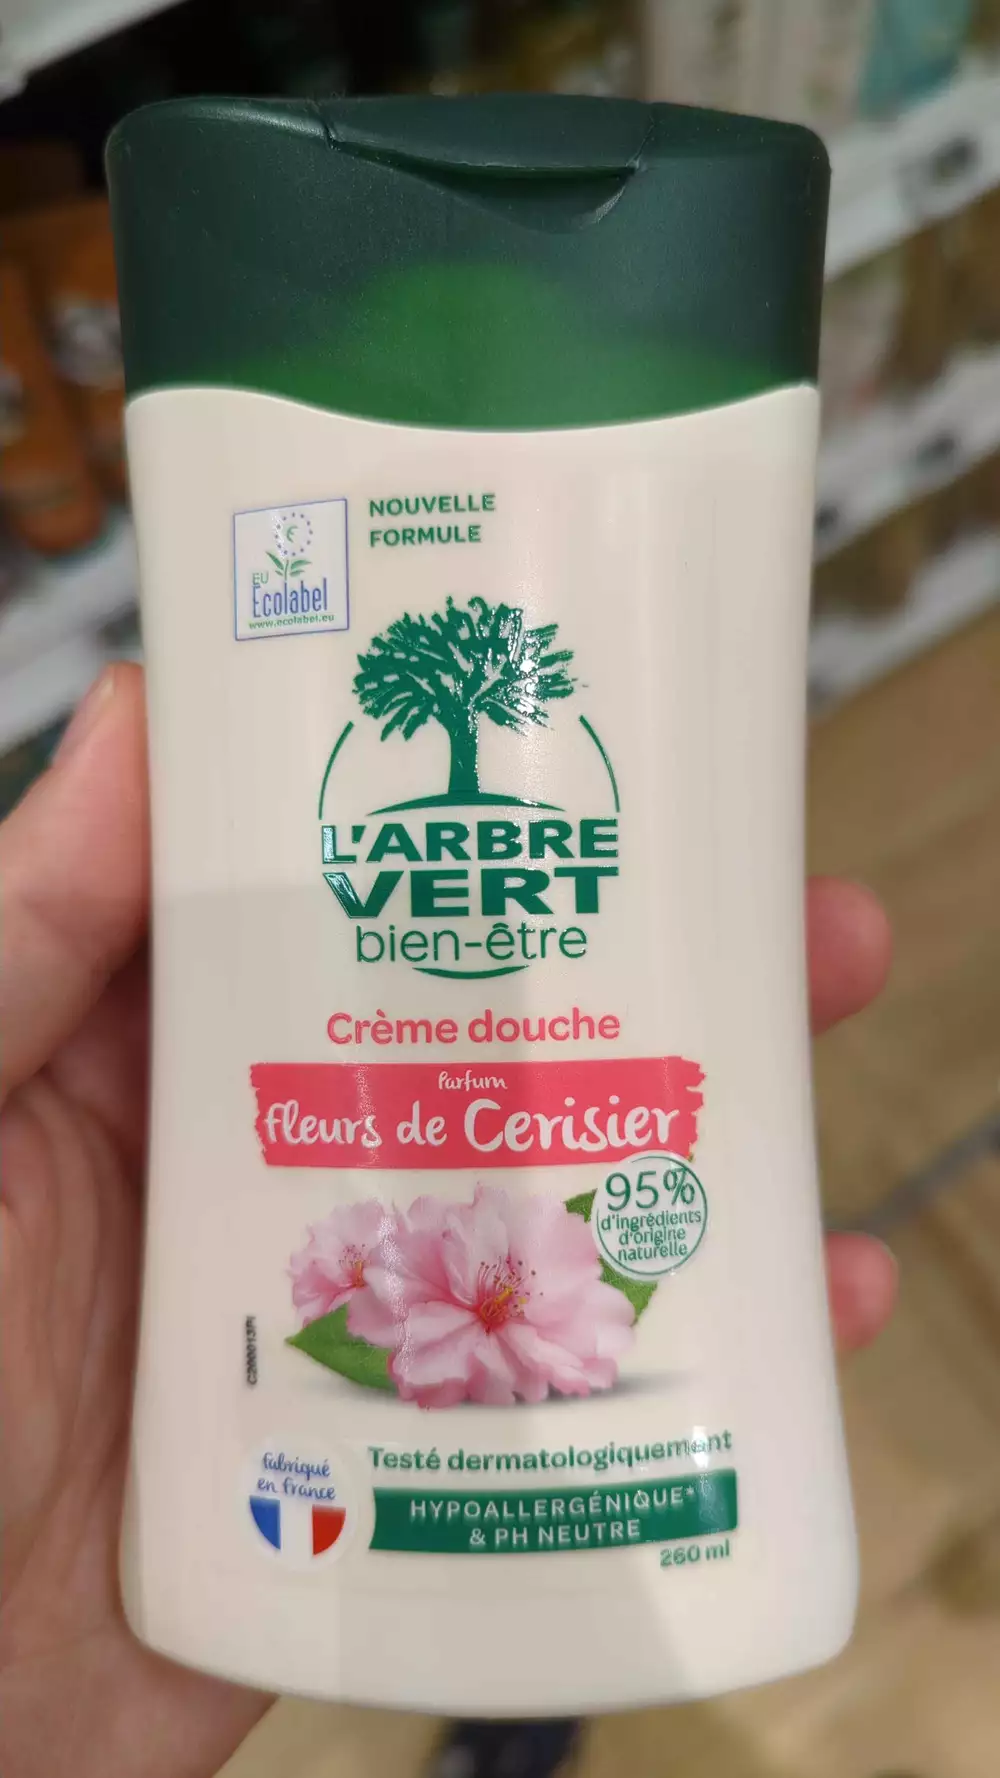 NOUVELLE
FORMULE
EU
Ecolabel
www.ecolabel.eu
L'ARBRE
VERT
bien-être
Crème douche
Parfum
fleurs de Cerisier
95%
d'ingrédients
d'origine
naturelle
C200013PI
fabriqué
en france
Testé dermatologiquement
HYPOALLERGÉNIQUE*
& PH NEUTRE
260 ml